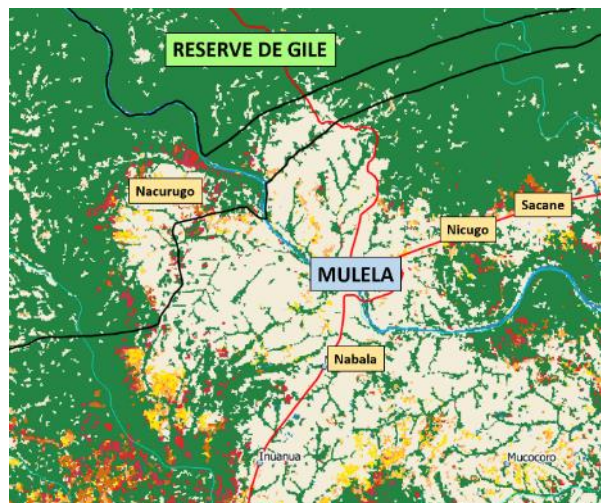 RESERVE DE GILE
Nacurugo
Sacane
Nicugo
MULELA
Nabala
Inuanua
Mucocoro